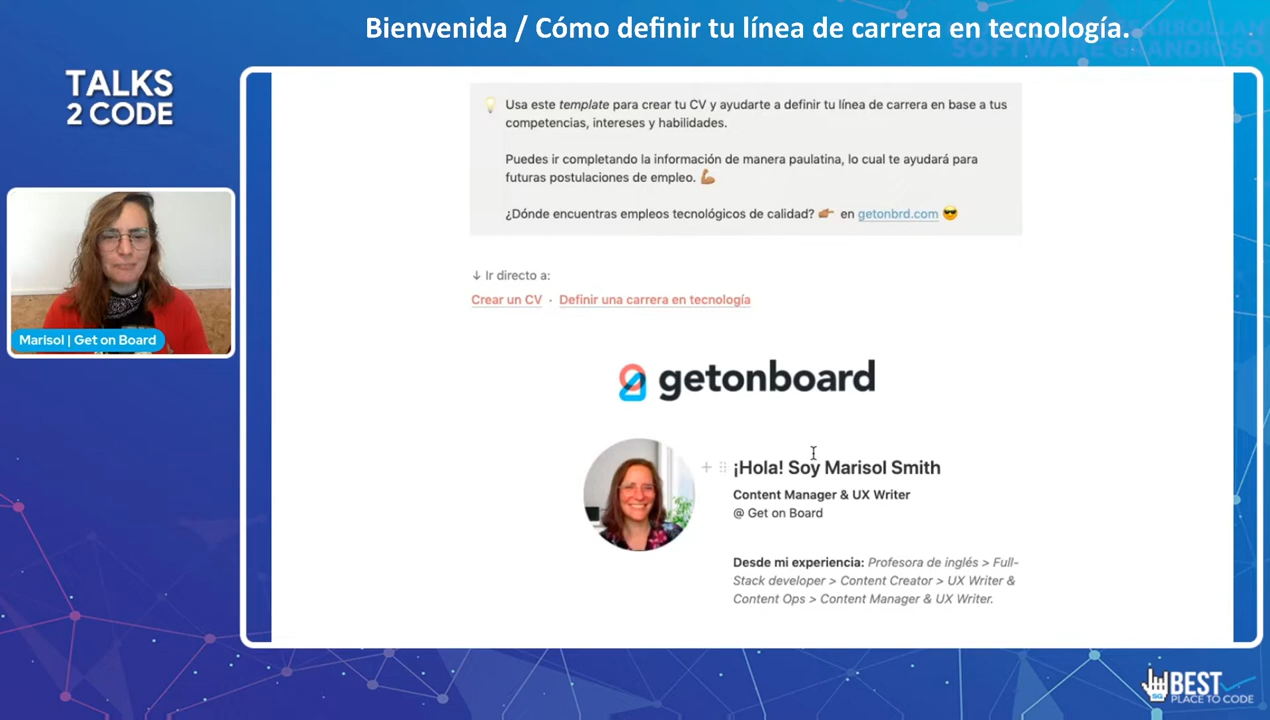 Bienvenida / Cómo definir tu línea de carrera en tecnología.
TALKS
2 CODE
Marisol | Get on Board
Usa este template para crear tu CV y ayudarte a definir tu línea de carrera en base a tus
competencias, intereses y habilidades.
Puedes ir completando la información de manera paulatina, lo cual te ayudará para
futuras postulaciones de empleo. 💪🏽
¿Dónde encuentras empleos tecnológicos de calidad? 👉🏽 en getonbrd.com 😎
↓ Ir directo a:
Crear un CV · Definir una carrera en tecnología
getonboard
¡Hola! Soy Marisol Smith
Content Manager & UX Writer
@ Get on Board
Desde mi experiencia: Profesora de inglés > Full-
Stack developer > Content Creator > UX Writer &
Content Ops > Content Manager & UX Writer.
SG BEST
PLACE TO CODE